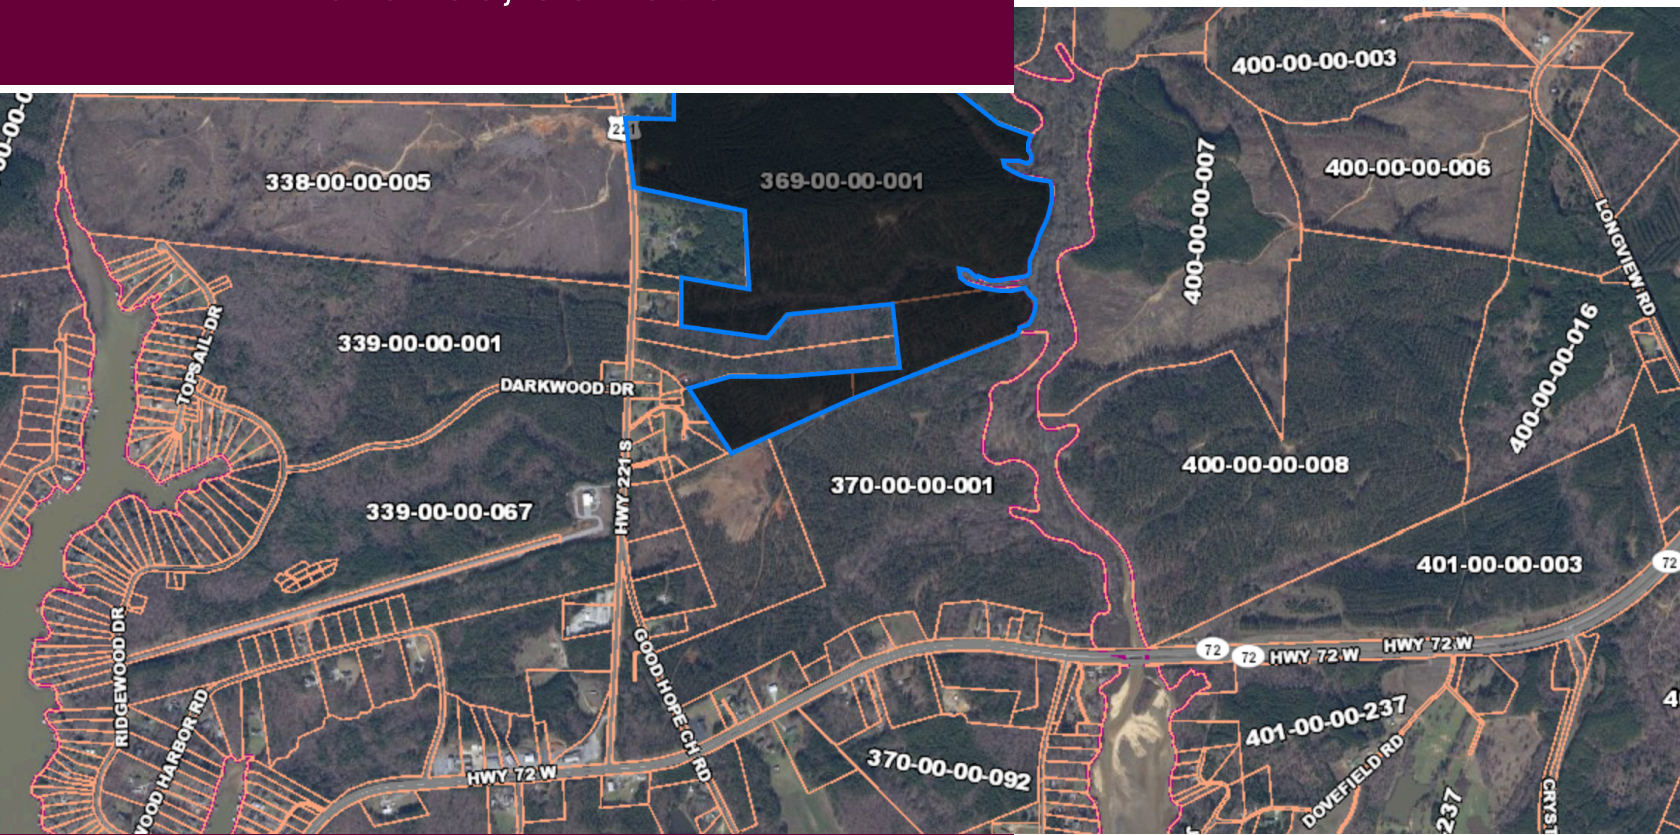 400-00-00-003
221
338-00-00-005
369-00-00-001
400-00-00-007
400-00-00-006
LONGVIEW RD
TOPSAIL DR
339-00-00-001
DARKWOOD DR
400-00-00-016
HWY 221 S
370-00-00-001
400-00-00-008
339-00-00-067
401-00-00-003
72
RIDGEWOOD DR
GOOD HOPE CH RD
72
72
HWY 72 W
HWY 72 W
WOOD HARBOR RD
401-00-00-237
370-00-00-092
HWY 72 W
DOVEFIELD RD
237